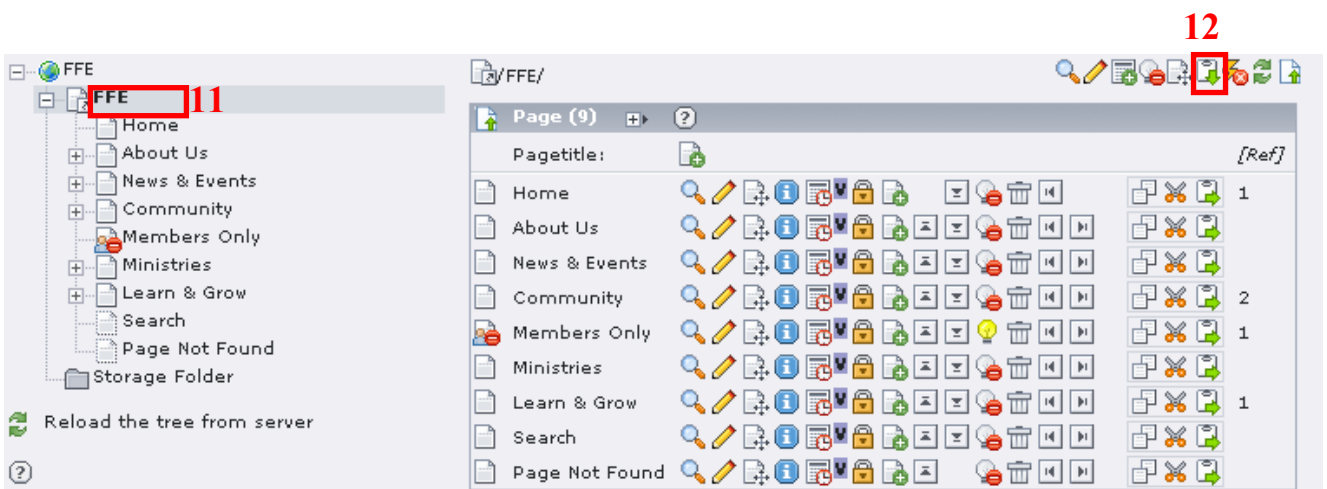 12
FFE
FFE 11
Home
About Us
News & Events
Community
Members Only
Ministries
Learn & Grow
Search
Page Not Found
Storage Folder
Reload the tree from server
?
/FFE/
Page (9) ?
Pagetitle: [Ref]
Home 1
About Us
News & Events
Community 2
Members Only 1
Ministries
Learn & Grow 1
Search
Page Not Found